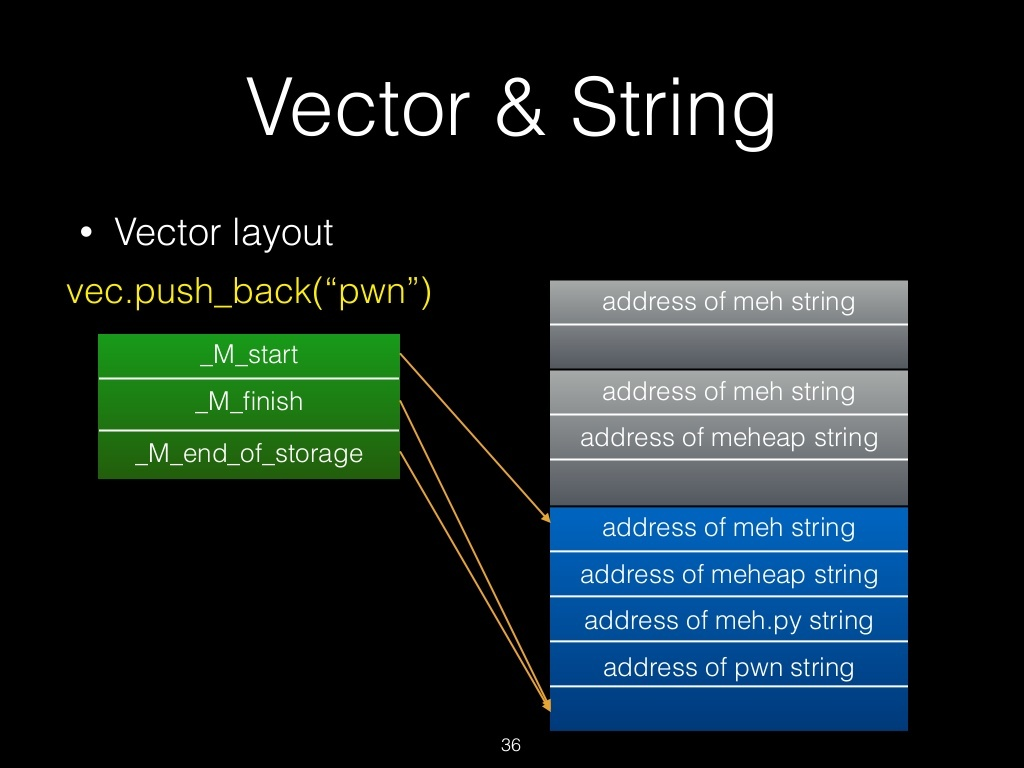 Vector & String
• Vector layout
vec.push_back(“pwn”)
_M_start
_M_finish
_M_end_of_storage
address of meh string
address of meh string
address of meheap string
address of meh string
address of meheap string
address of meh.py string
address of pwn string
36